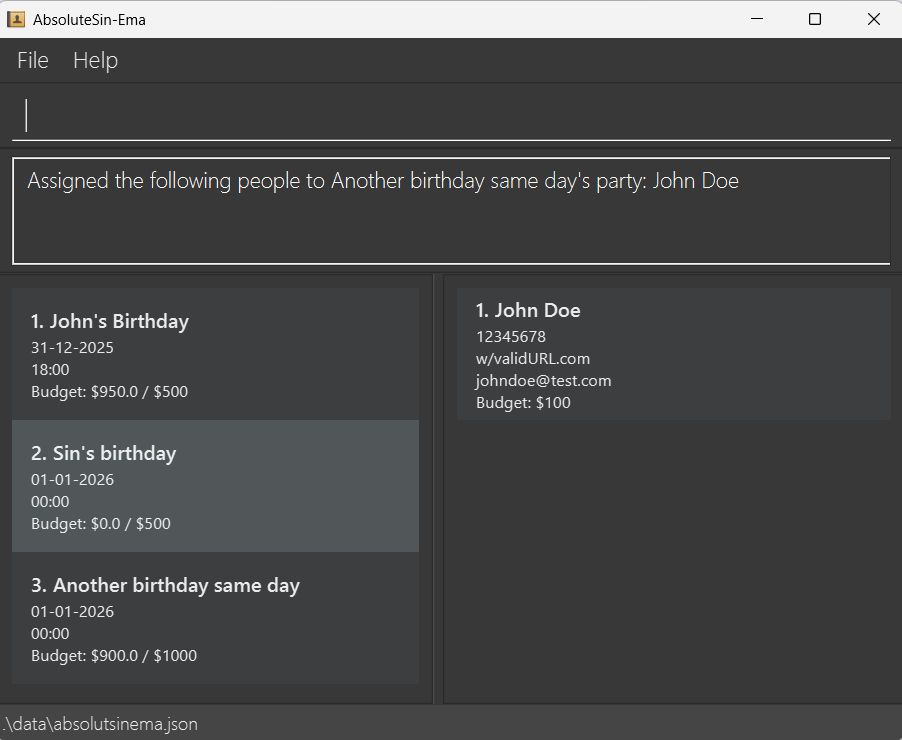 AbsoluteSin-Ema
File Help
Assigned the following people to Another birthday same day's party: John Doe
1. John's Birthday
31-12-2025
18:00
Budget: $950.0 / $500
2. Sin's birthday
01-01-2026
00:00
Budget: $0.0 / $500
3. Another birthday same day
01-01-2026
00:00
Budget: $900.0 / $1000
1. John Doe
12345678
w/validURL.com
johndoe@test.com
Budget: $100
.\data\absolutsinema.json